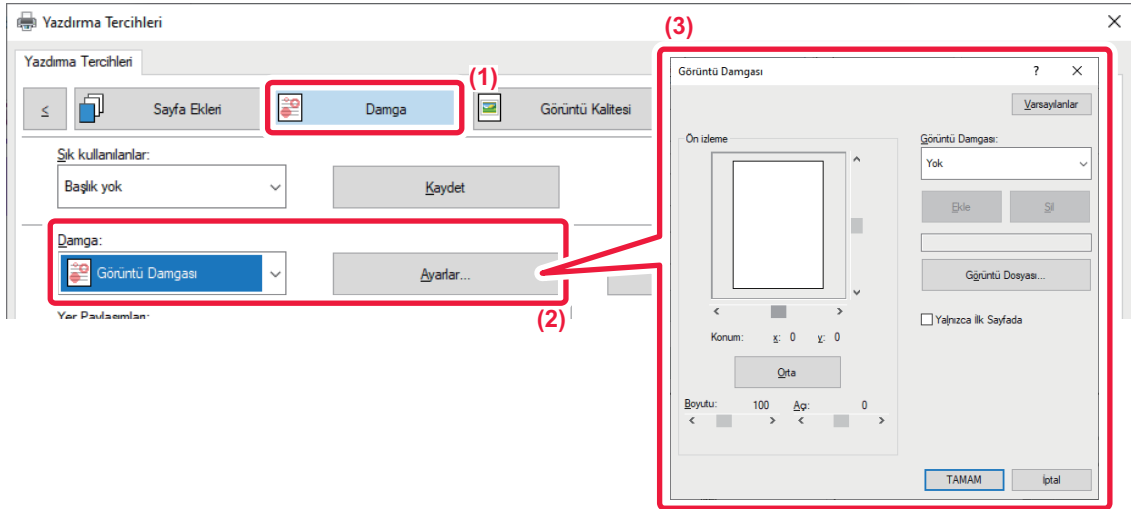 Yazdırma Tercihleri
Yazdırma Tercihleri
(1)
≤
Sayfa Ekleri
Damga
Görüntü Kalitesi
Sık kullanılanlar:
Başlık yok
Kaydet
Damga:
Görüntü Damgası
Ayarlar...
(2)
Yer Paylaşımları:
(3)
Görüntü Damgası
?
Varsayılanlar
Ön izleme
Konum: x: 0 y: 0
Orta
Boyutu: 100 Açı: 0
Görüntü Damgası:
Yok
Ekle
Sil
Görüntü Dosyası...
Yalnızca İlk Sayfada
TAMAM
İptal